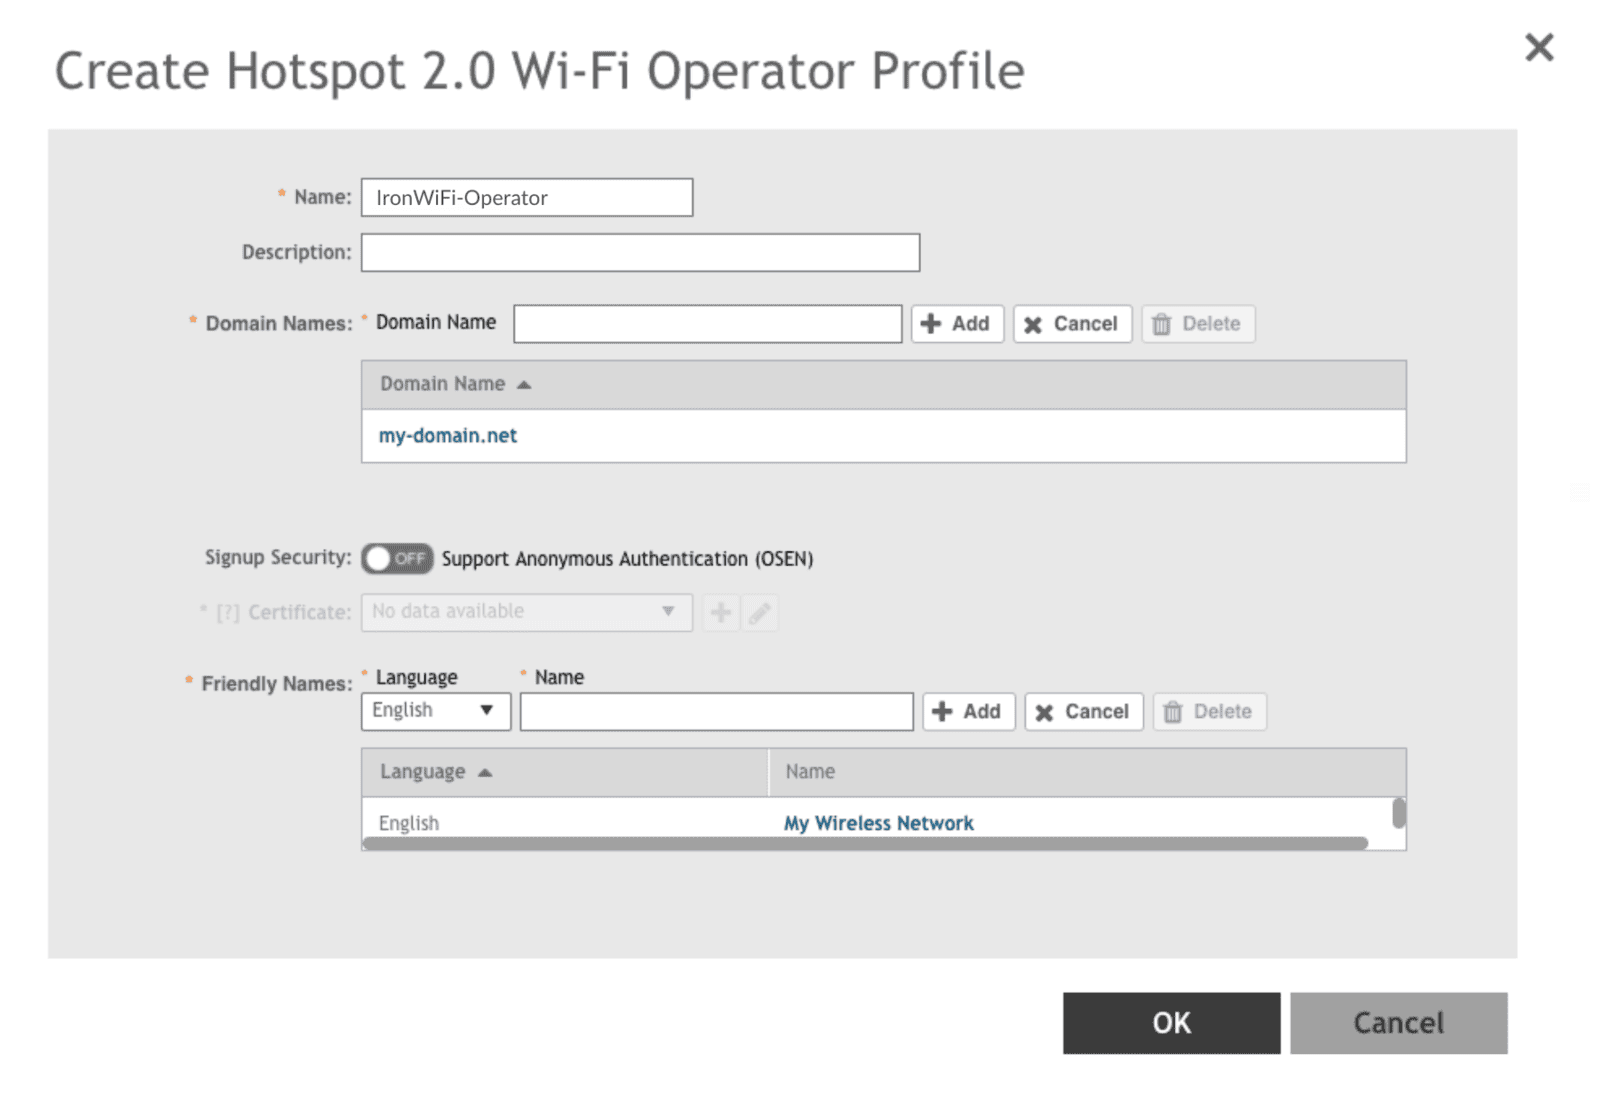 Create Hotspot 2.0 Wi-Fi Operator Profile
* Name: IronWiFi-Operator
Description:
* Domain Names: * Domain Name + Add Cancel Delete
Domain Name
my-domain.net
Signup Security: OFF Support Anonymous Authentication (OSEN)
* [?] Certificate: No data available
* Friendly Names: * Language * Name
English + Add Cancel Delete
Language Name
English My Wireless Network
OK Cancel